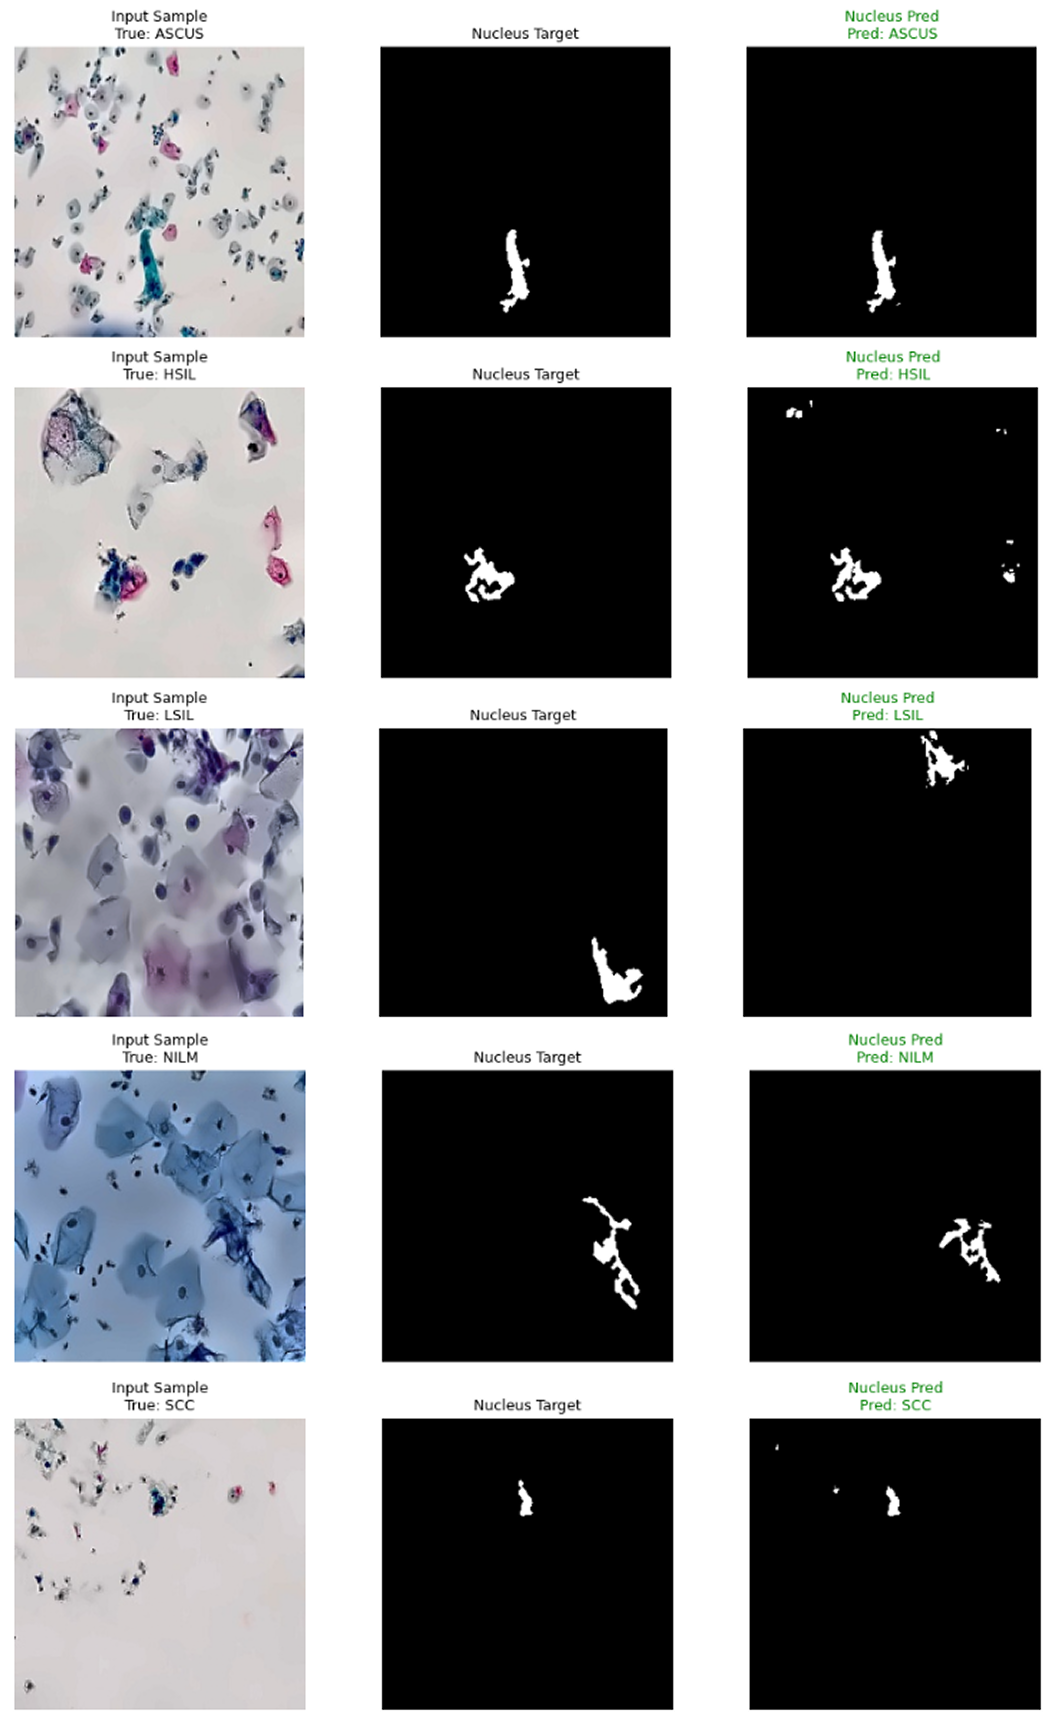 Input Sample
True: ASCUS
Nucleus Target
Nucleus Pred
Pred: ASCUS
Input Sample
True: HSIL
Nucleus Target
Nucleus Pred
Pred: HSIL
Input Sample
True: LSIL
Nucleus Target
Nucleus Pred
Pred: LSIL
Input Sample
True: NILM
Nucleus Target
Nucleus Pred
Pred: NILM
Input Sample
True: SCC
Nucleus Target
Nucleus Pred
Pred: SCC